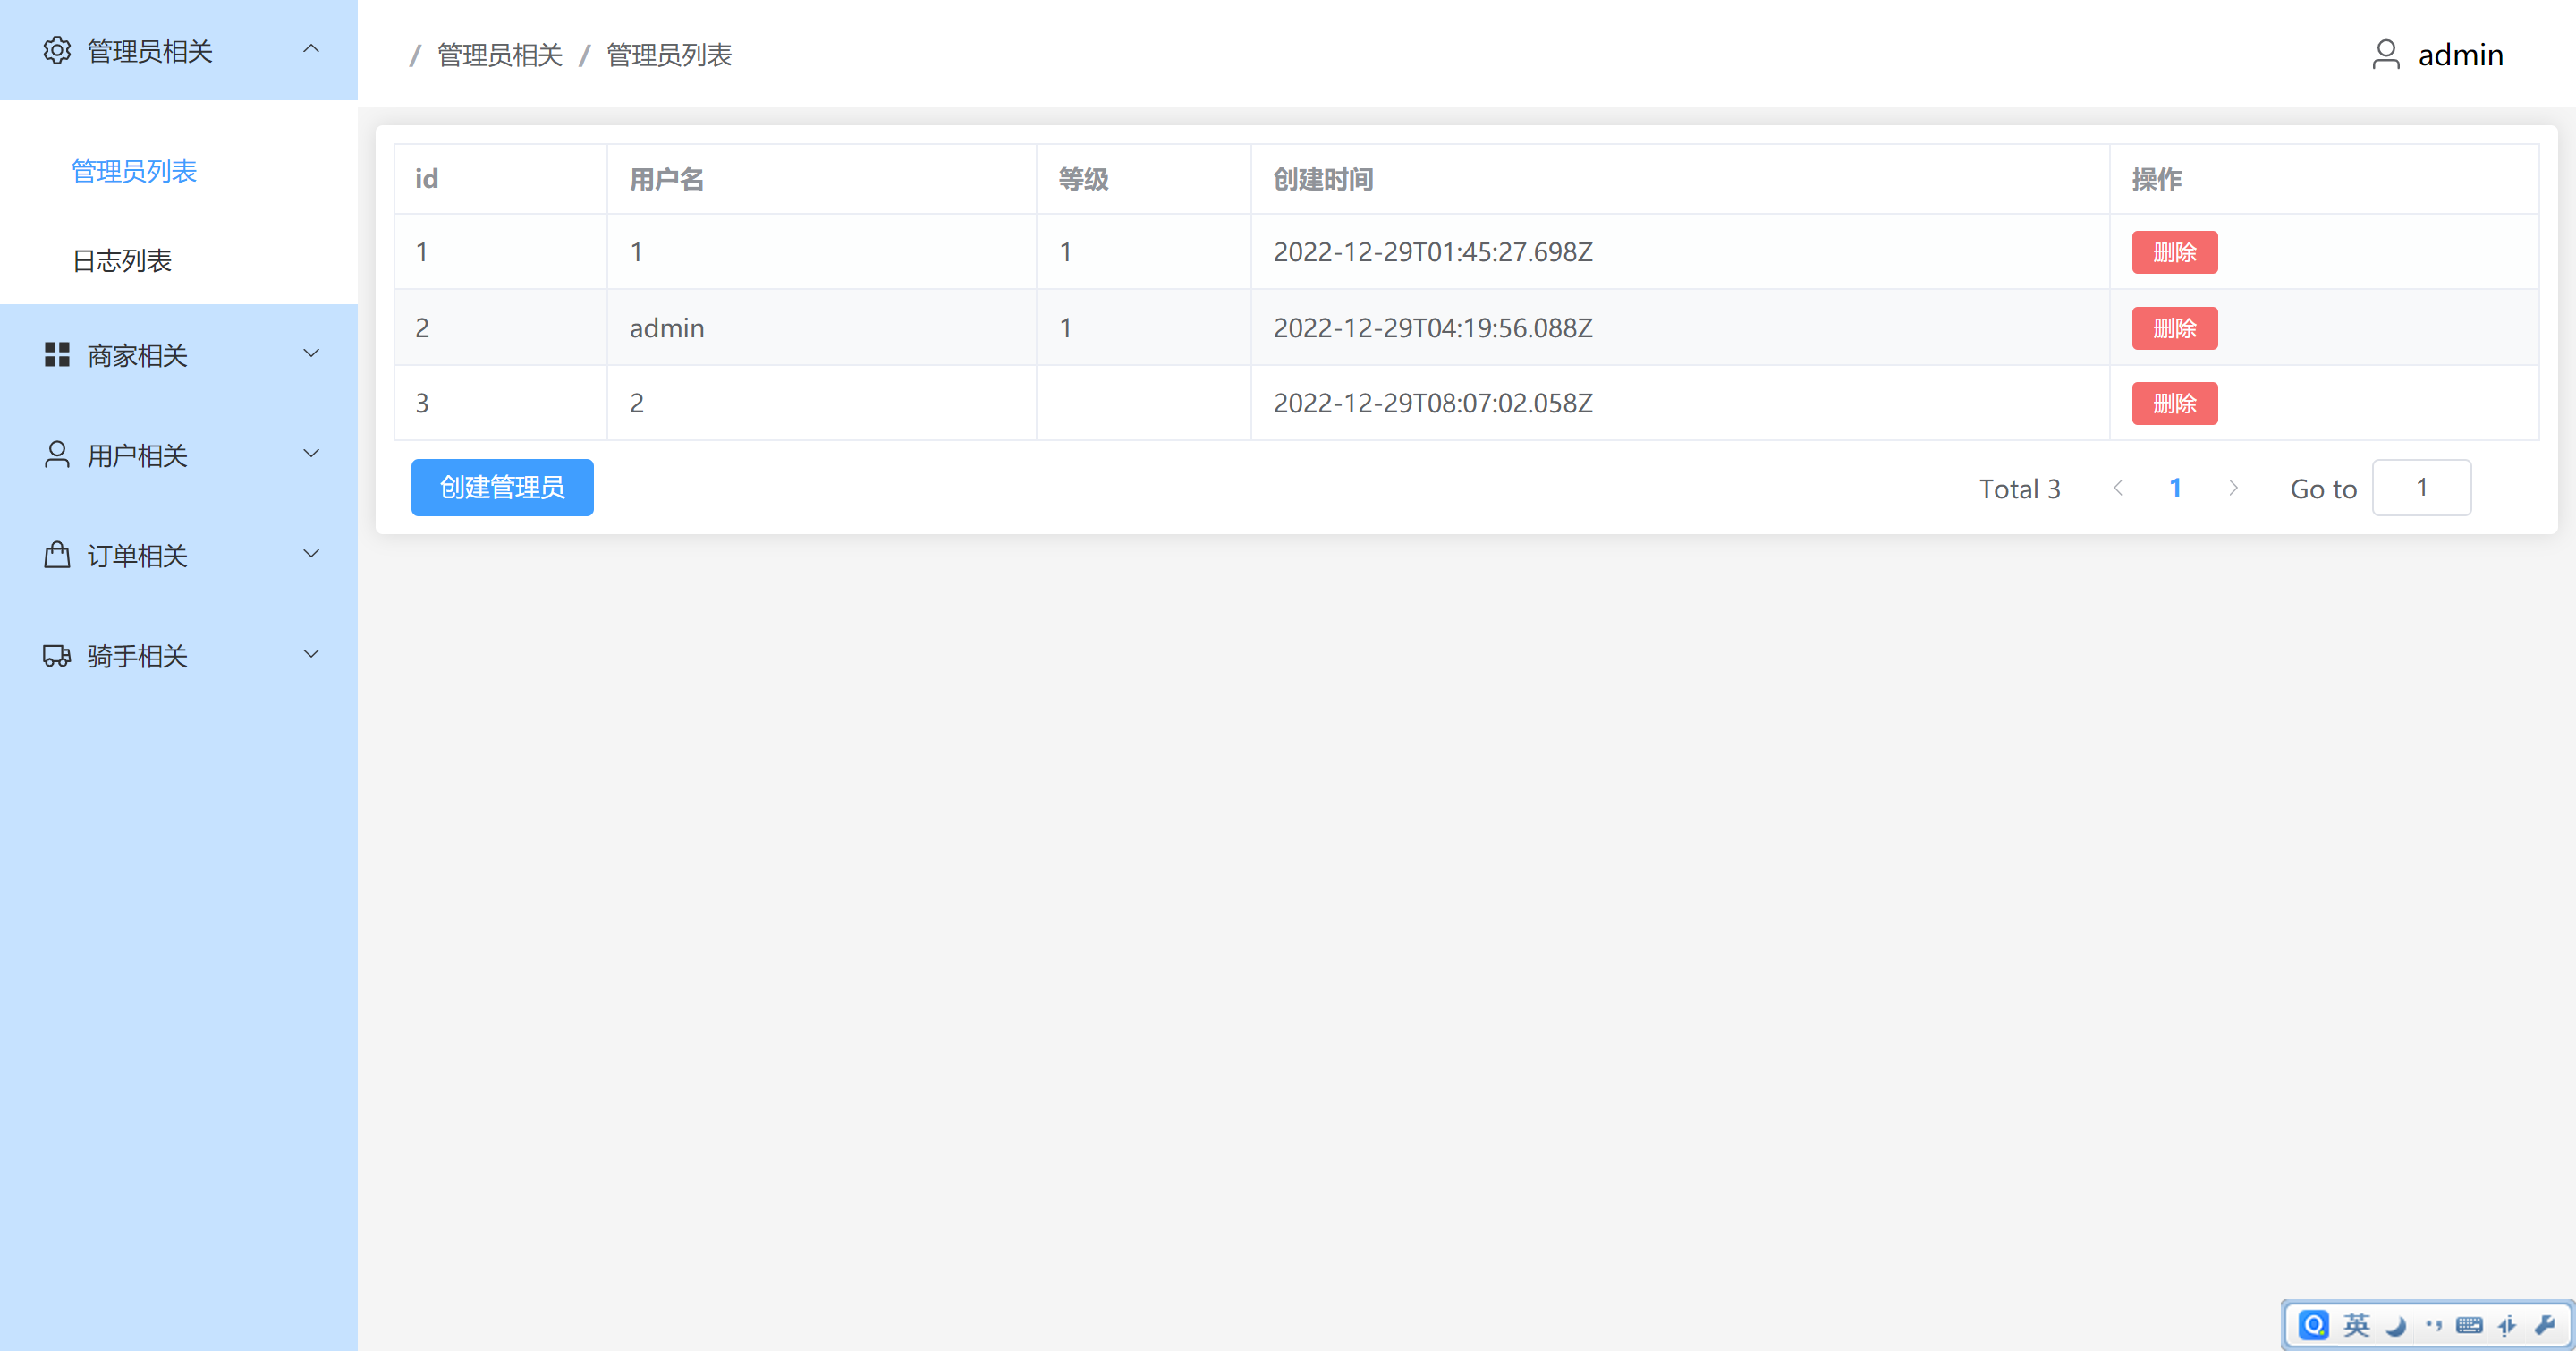 管理员相关
管理员列表
日志列表
商家相关
用户相关
订单相关
骑手相关
/ 管理员相关 / 管理员列表
admin
id 用户名 等级 创建时间 操作
1 1 1 2022-12-29T01:45:27.698Z 删除
2 admin 1 2022-12-29T04:19:56.088Z 删除
3 2 2022-12-29T08:07:02.058Z 删除
创建管理员 Total 3 1 Go to 1
英